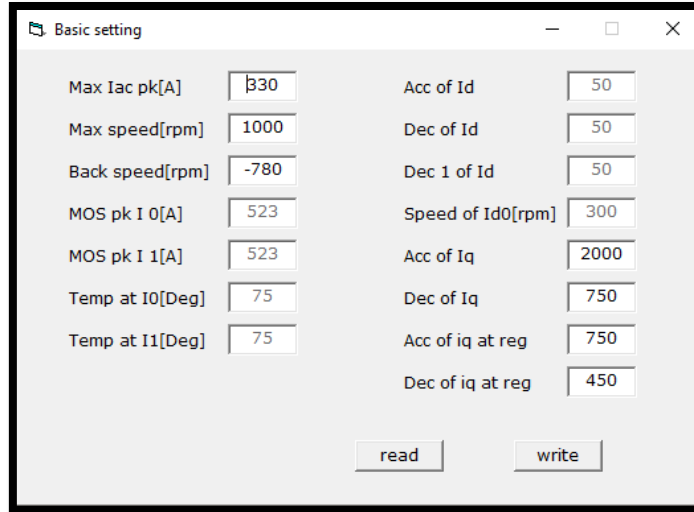 Basic setting
Max Iac pk[A] 330 Acc of Id 50
Max speed[rpm] 1000 Dec of Id 50
Back speed[rpm] -780 Dec 1 of Id 50
MOS pk I 0[A] 523 Speed of Id0[rpm] 300
MOS pk I 1[A] 523 Acc of Iq 2000
Temp at I0[Deg] 75 Dec of Iq 750
Temp at I1[Deg] 75 Acc of iq at reg 750
Dec of iq at reg 450
read write